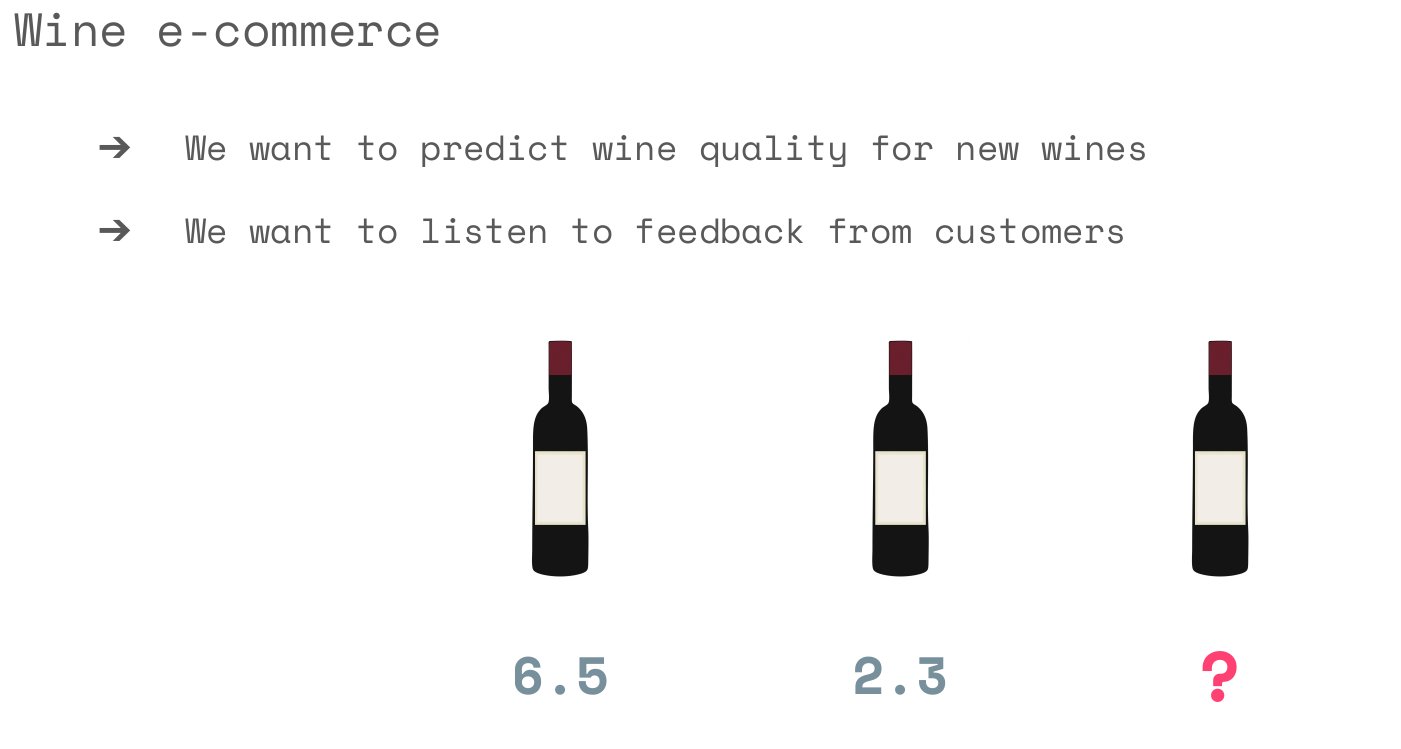 Wine e-commerce
➔ We want to predict wine quality for new wines
➔ We want to listen to feedback from customers
6.5 2.3 ?